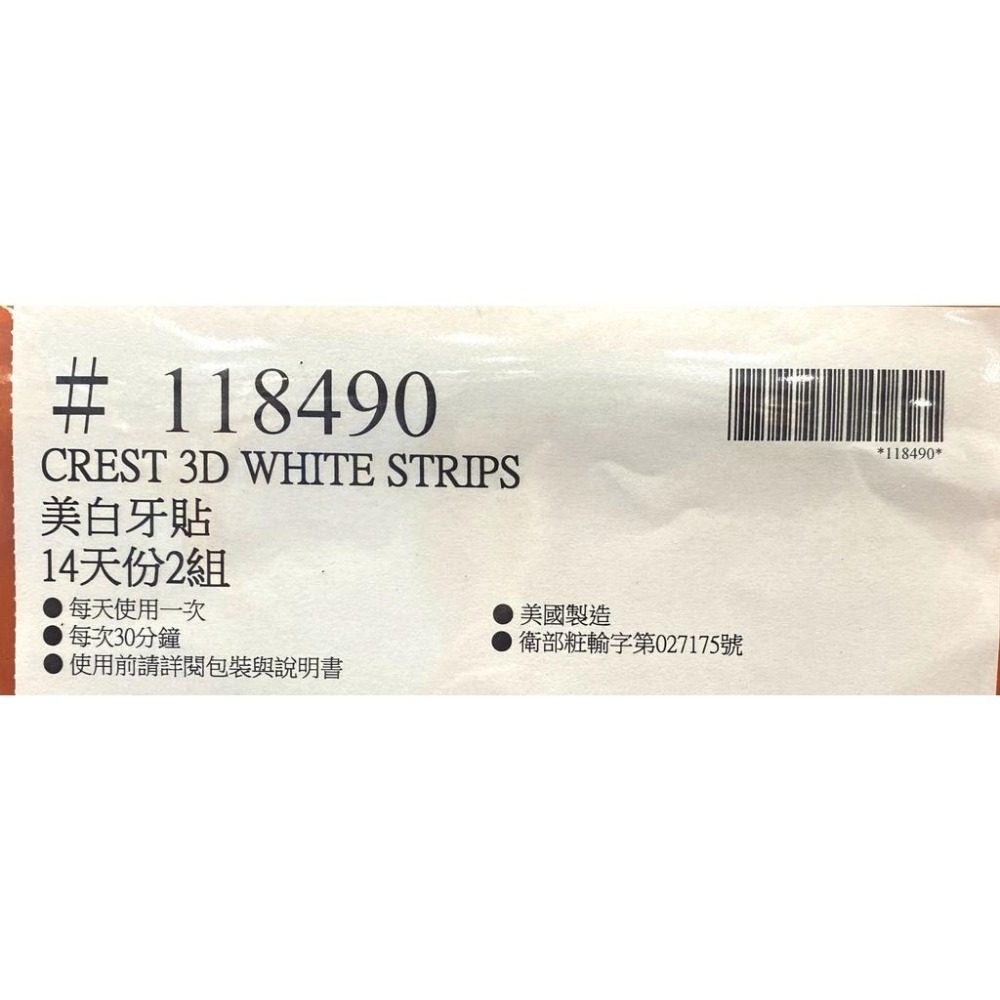 # 118490
*118490*
CREST 3D WHITE STRIPS
美白牙貼
14天份2組
● 每天使用一次
● 每次30分鐘
● 使用前請詳閱包裝與說明書
● 美國製造
● 衛部粧輸字第027175號